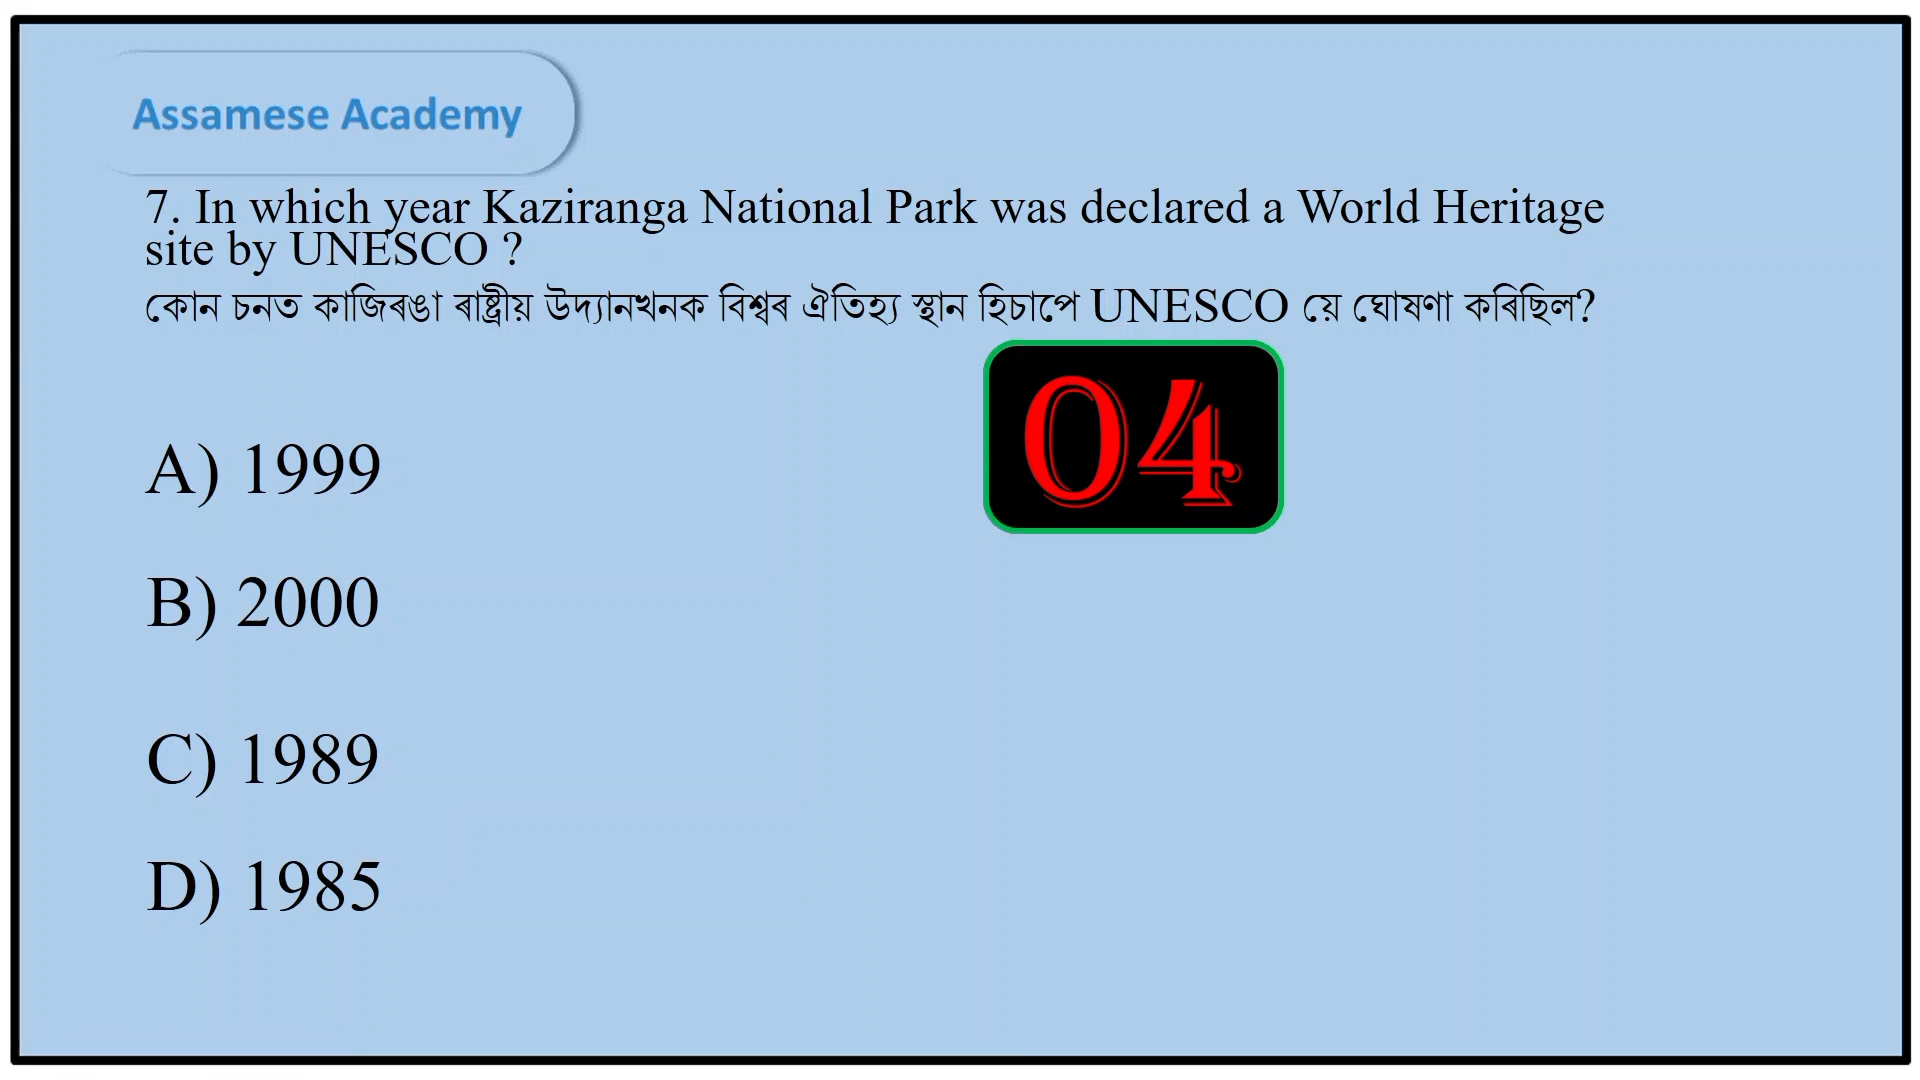 Assamese Academy
7. In which year Kaziranga National Park was declared a World Heritage
site by UNESCO ?
কোন চনত কাজিৰঙা ৰাষ্ট্ৰীয় উদ্যানখনক বিশ্বৰ ঐতিহ্য স্থান হিচাপে UNESCO য়ে ঘোষণা কৰিছিল?
04
A) 1999
B) 2000
C) 1989
D) 1985